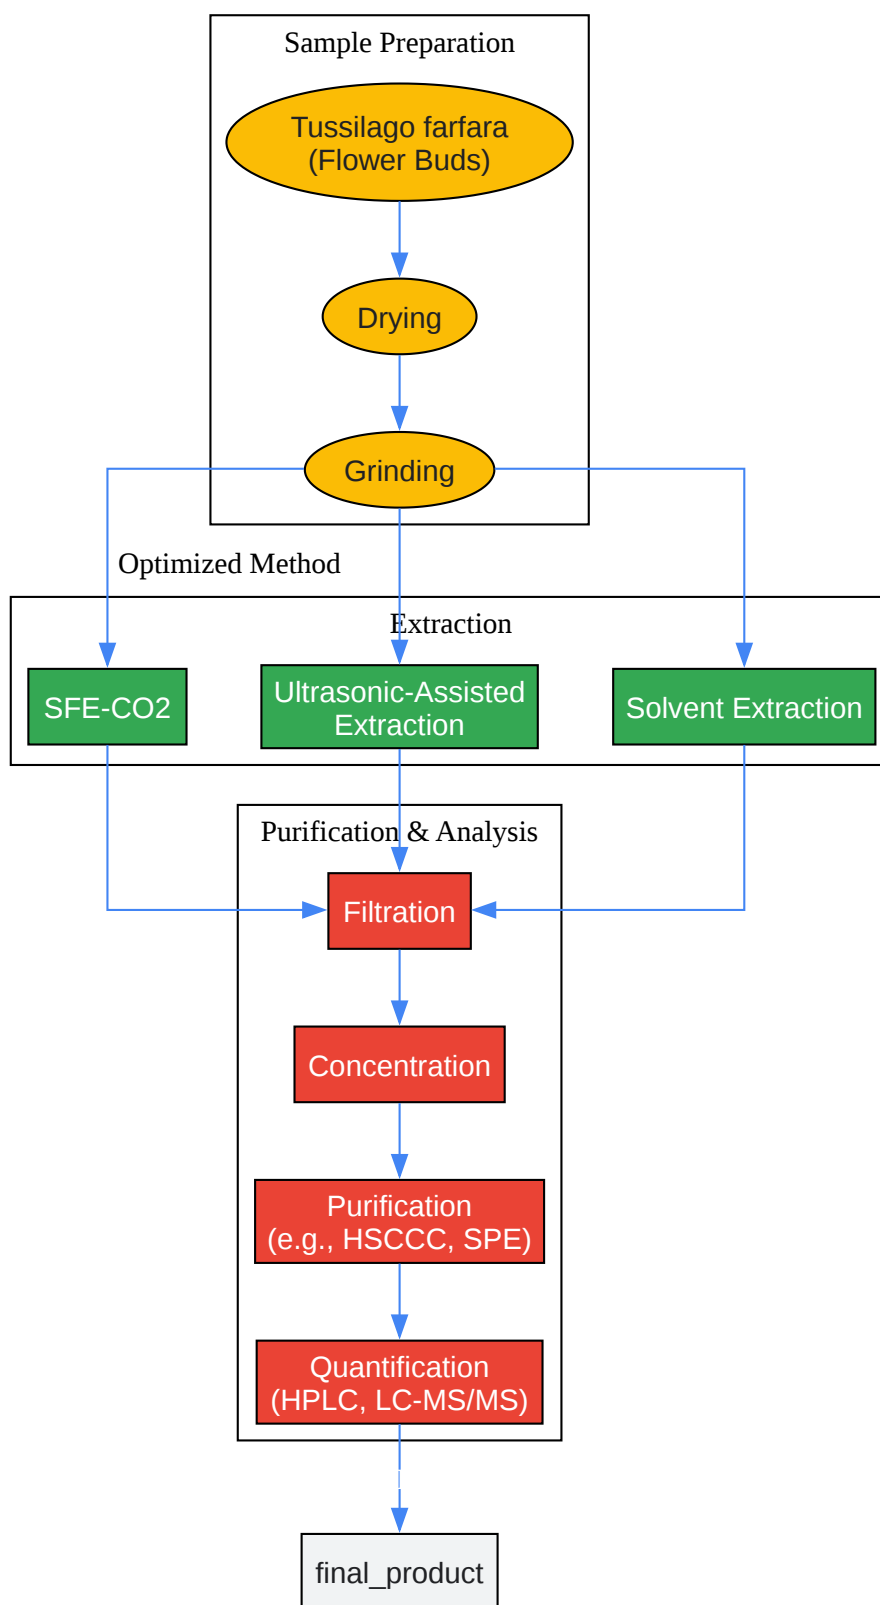 Sample Preparation
Tussilago farfara
(Flower Buds)
Drying
Grinding
Optimized Method
Extraction
SFE-CO2
Ultrasonic-Assisted
Extraction
Solvent Extraction
Purification & Analysis
Filtration
Concentration
Purification
(e.g., HSCCC, SPE)
Quantification
(HPLC, LC-MS/MS)
final_product